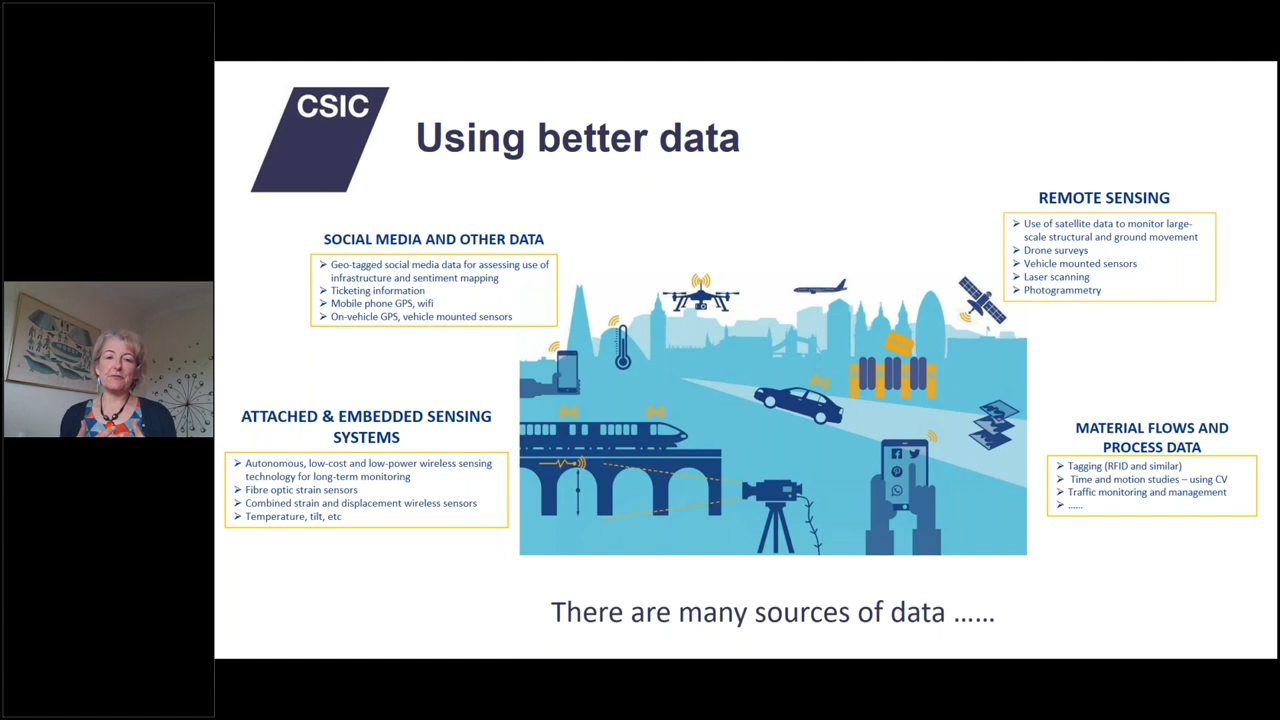 CSIC
Using better data
SOCIAL MEDIA AND OTHER DATA
➢ Geo-tagged social media data for assessing use of
infrastructure and sentiment mapping
➢ Ticketing information
➢ Mobile phone GPS, wifi
➢ On-vehicle GPS, vehicle mounted sensors
REMOTE SENSING
➢ Use of satellite data to monitor large-
scale structural and ground movement
➢ Drone surveys
➢ Vehicle mounted sensors
➢ Laser scanning
➢ Photogrammetry
ATTACHED & EMBEDDED SENSING
SYSTEMS
➢ Autonomous, low-cost and low-power wireless sensing
technology for long-term monitoring
➢ Fibre optic strain sensors
➢ Combined strain and displacement wireless sensors
➢ Temperature, tilt, etc
MATERIAL FLOWS AND
PROCESS DATA
➢ Tagging (RFID and similar)
➢ Time and motion studies – using CV
➢ Traffic monitoring and management
➢ ......
There are many sources of data ......